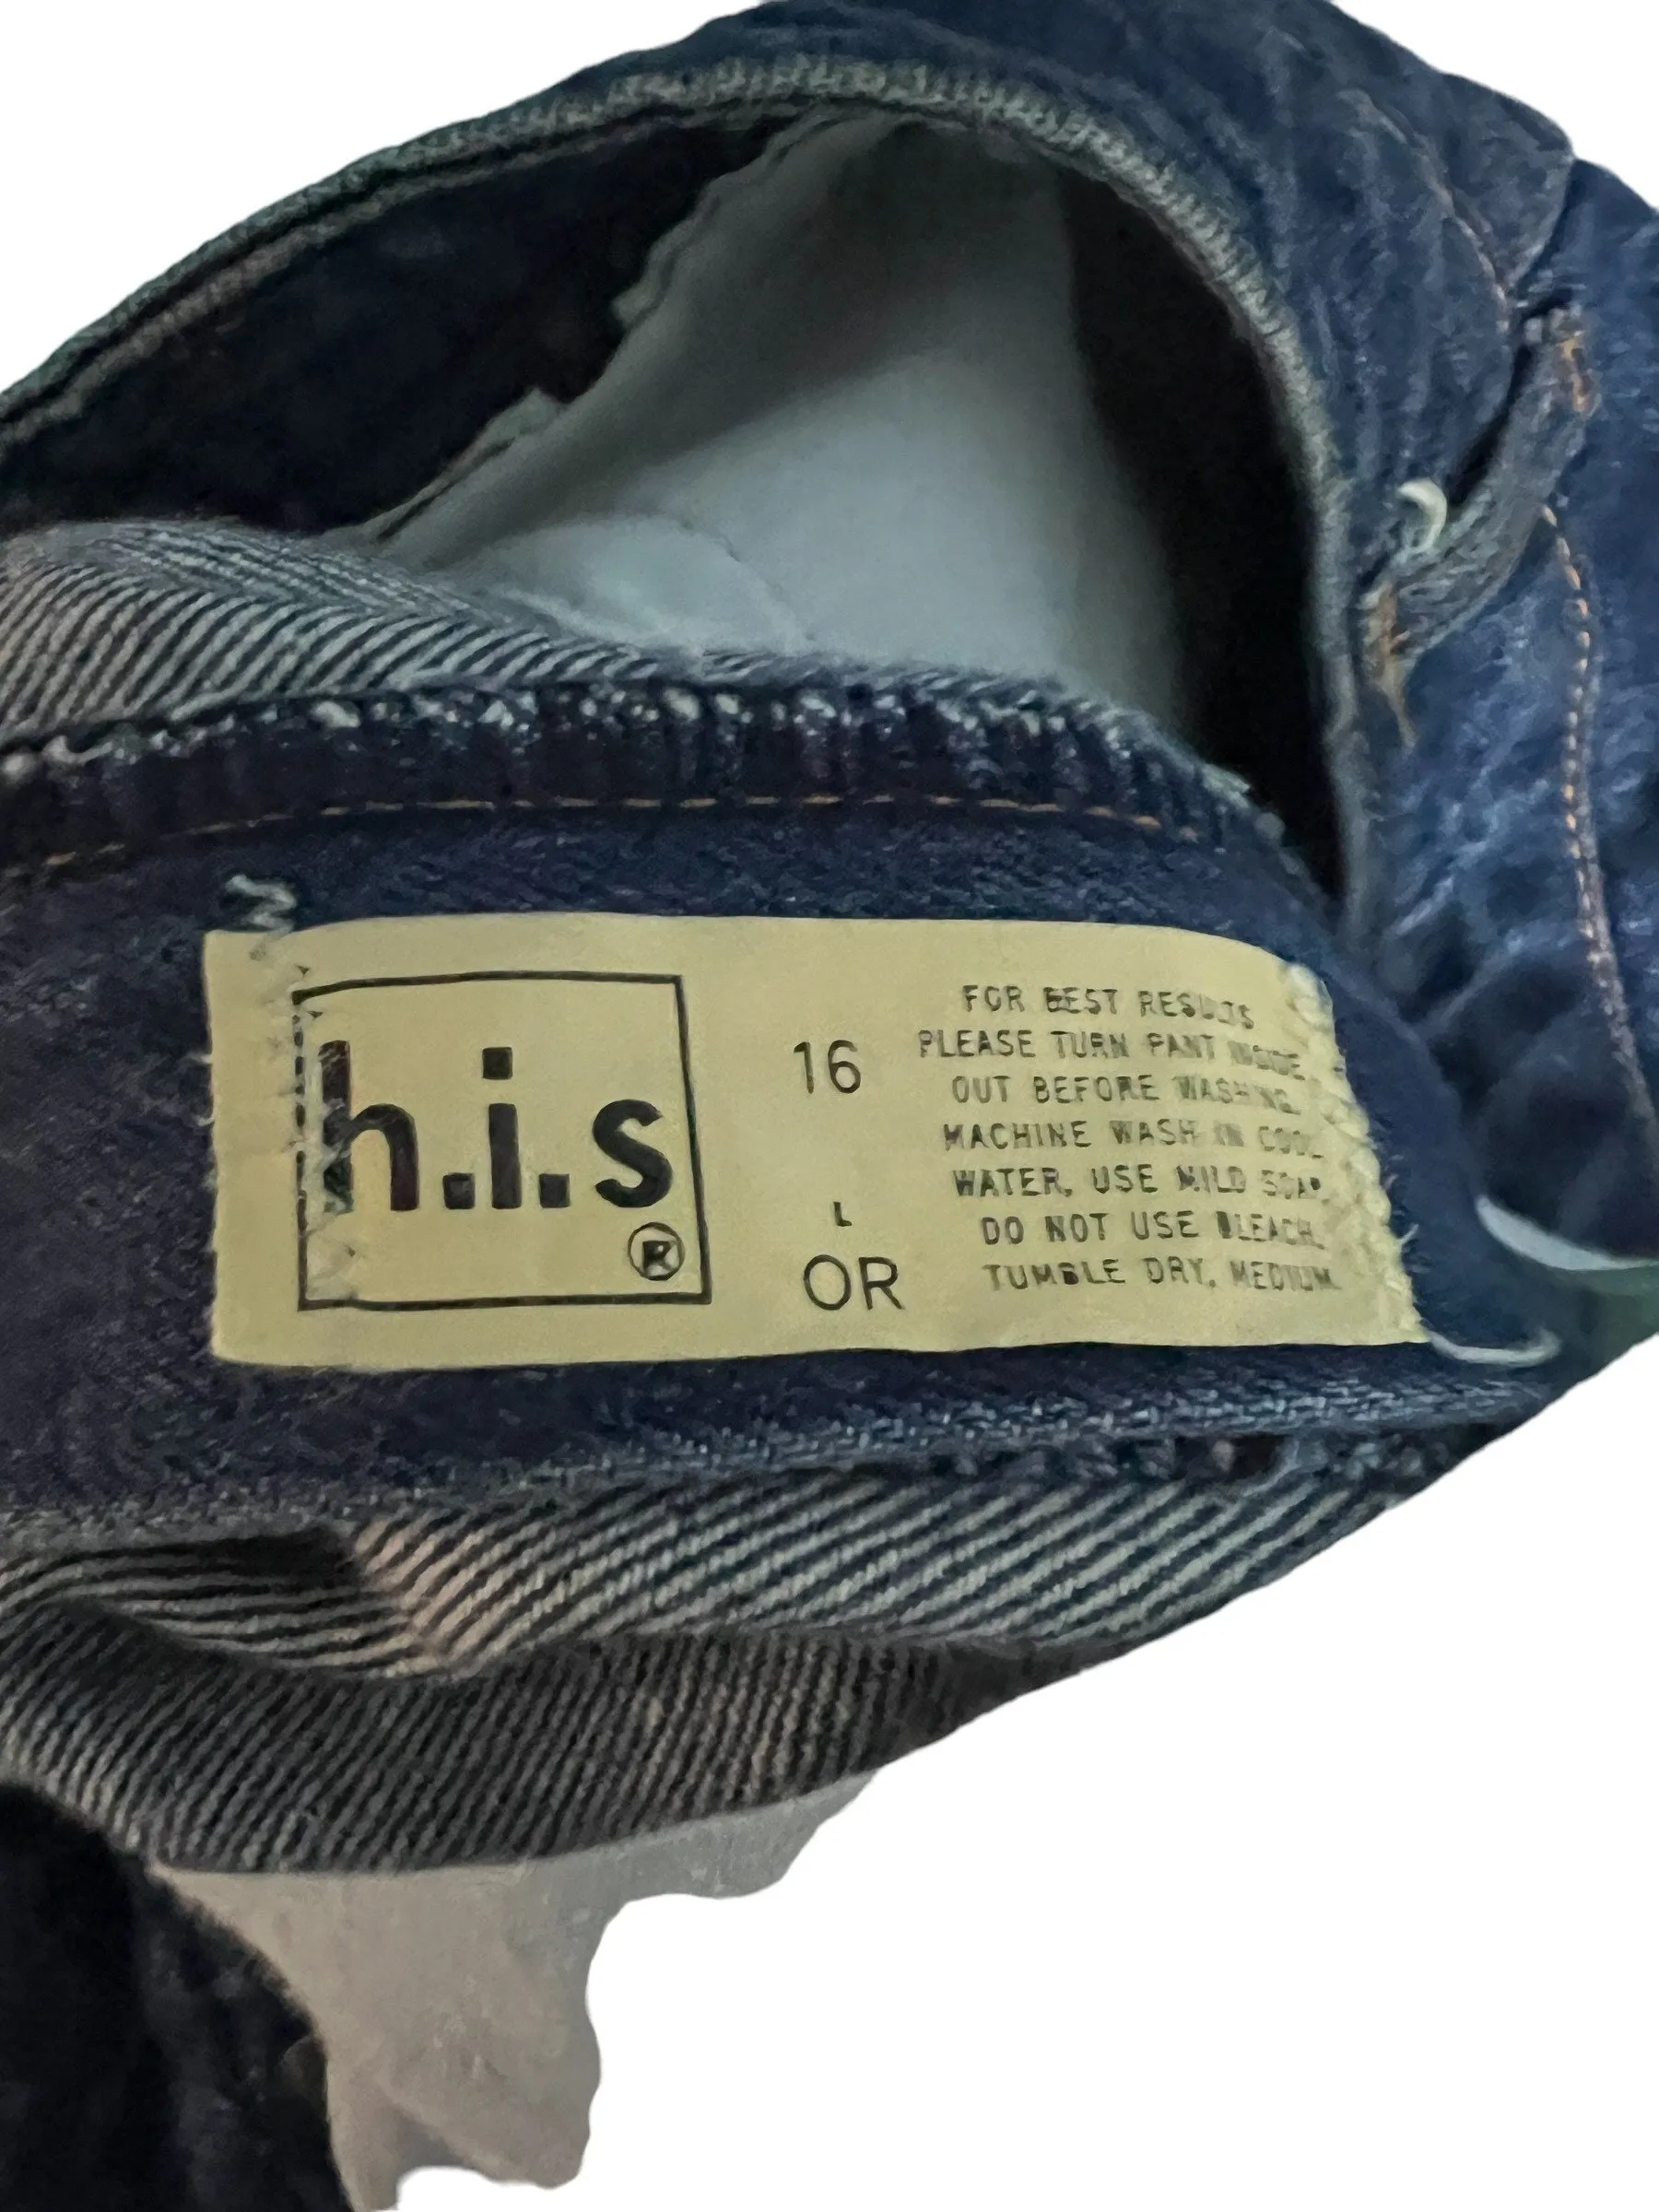 h.i.s
®
16
L
OR
FOR BEST RESULTS
PLEASE TURN PANT INSIDE
OUT BEFORE WASHING.
MACHINE WASH IN COOL
WATER, USE MILD SOAP.
DO NOT USE BLEACH.
TUMBLE DRY, MEDIUM.